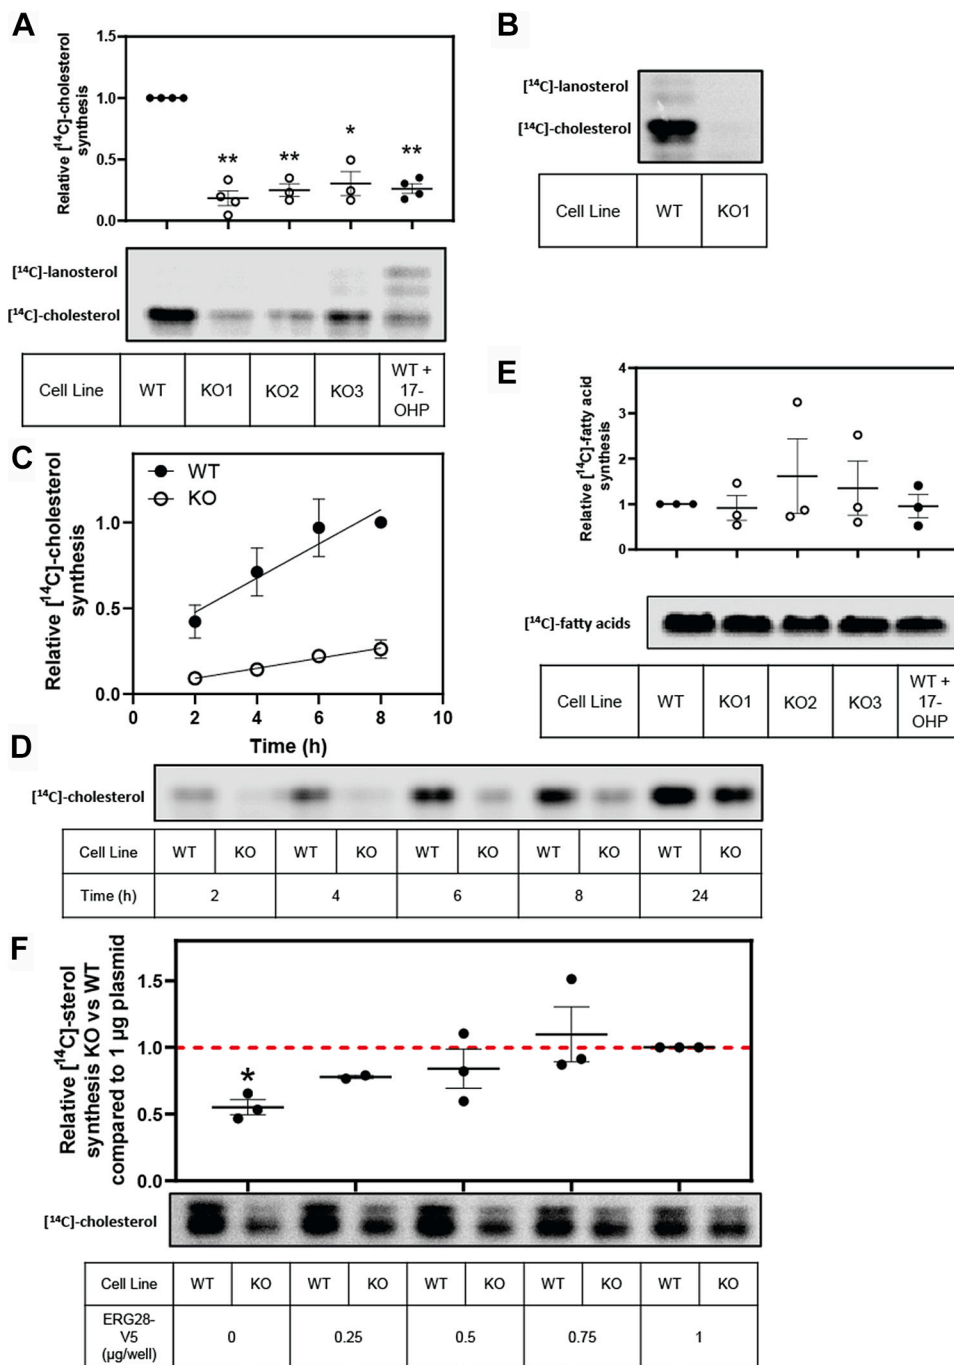 A
Relative [¹⁴C]-cholesterol
synthesis
1.5
1.0
0.5
0.0
**
**
*
**
[¹⁴C]-lanosterol
[¹⁴C]-cholesterol
Cell Line
WT
KO1
KO2
KO3
WT +
17-
OHP
B
[¹⁴C]-lanosterol
[¹⁴C]-cholesterol
Cell Line
WT
KO1
C
Relative [¹⁴C]-cholesterol
synthesis
WT
KO
1.0
0.5
0.0
0
2
4
6
8
10
Time (h)
E
Relative [¹⁴C]-fatty acid
synthesis
4
3
2
1
0
[¹⁴C]-fatty acids
Cell Line
WT
KO1
KO2
KO3
WT +
17-
OHP
D
[¹⁴C]-cholesterol
Cell Line
WT
KO
WT
KO
WT
KO
WT
KO
WT
KO
Time (h)
2
4
6
8
24
F
Relative [¹⁴C]-sterol
synthesis KO vs WT
compared to 1 µg plasmid
1.5
1.0
0.5
0.0
*
[¹⁴C]-cholesterol
Cell Line
WT
KO
WT
KO
WT
KO
WT
KO
WT
KO
ERG28-
V5
(µg/well)
0
0.25
0.5
0.75
1